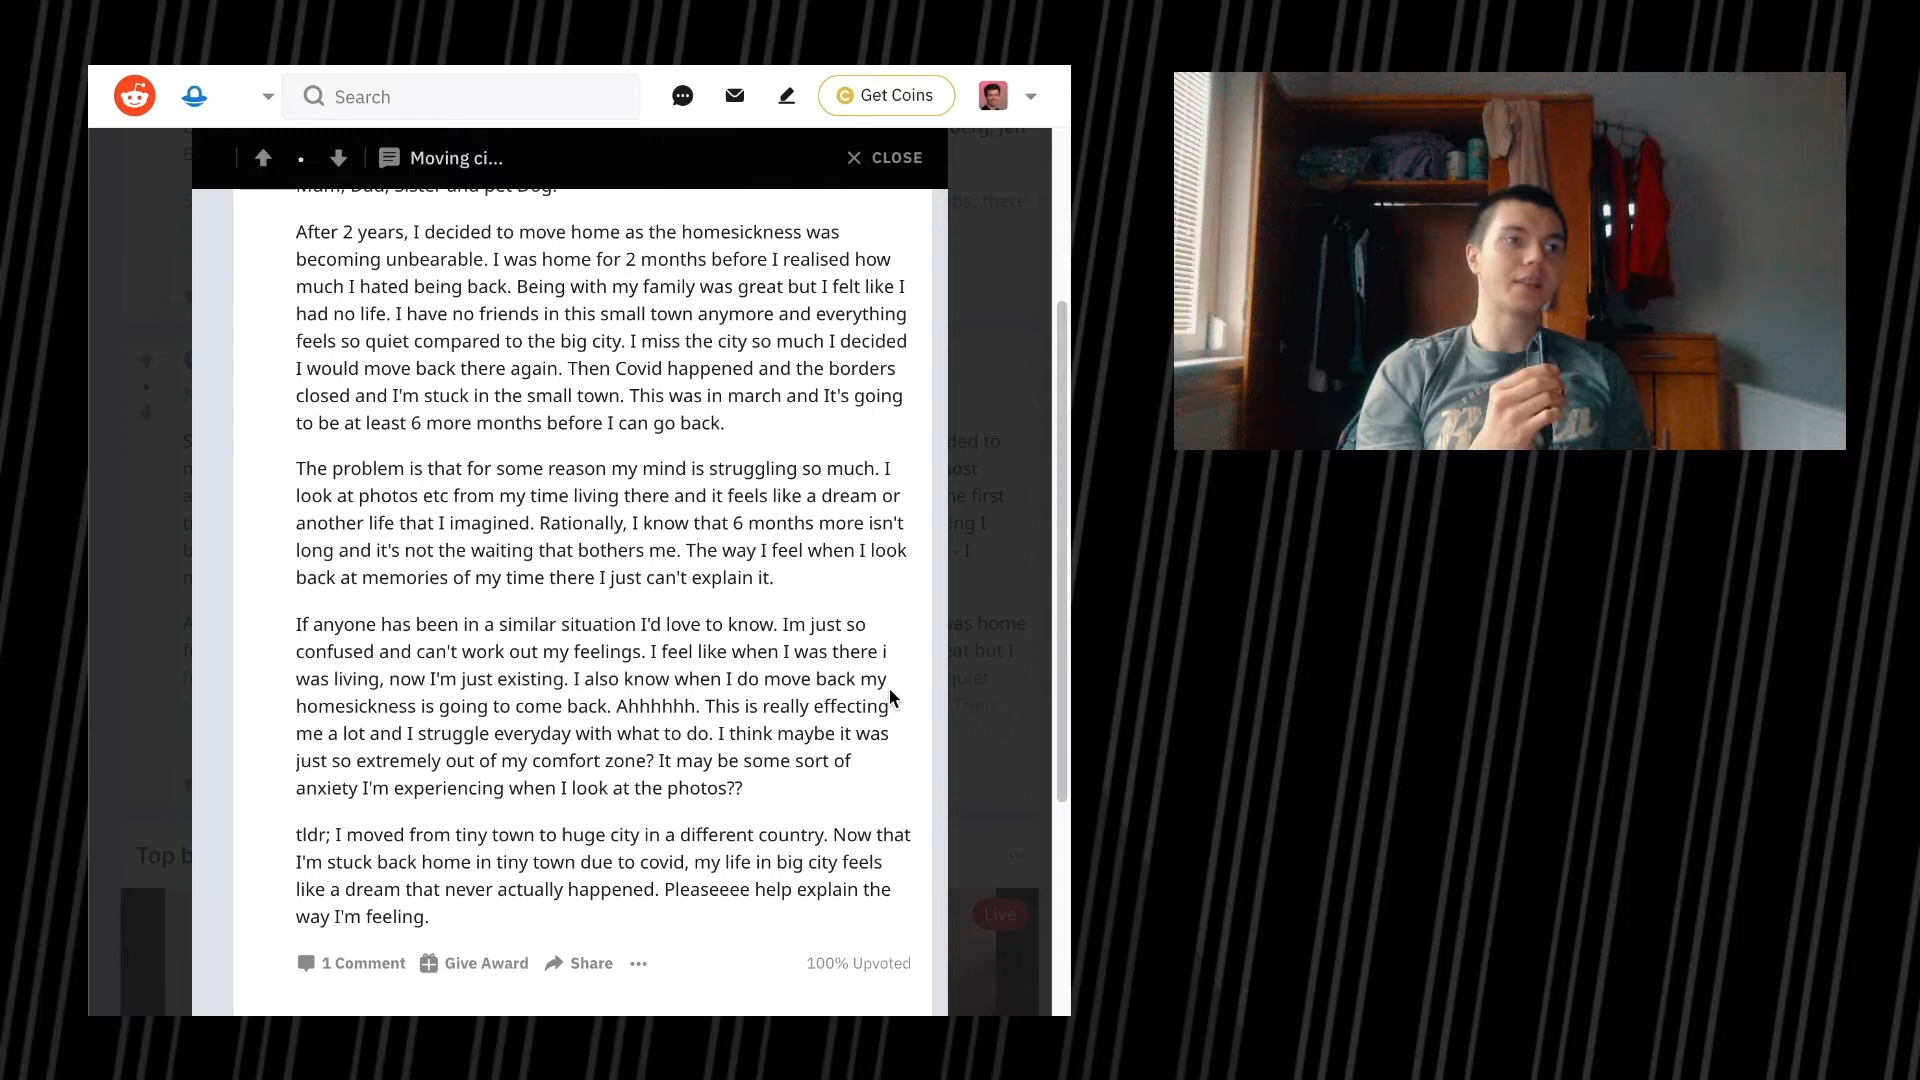 Search
Get Coins
Moving ci...
CLOSE
Mum, Dad, Sister and pet Dog.
After 2 years, I decided to move home as the homesickness was
becoming unbearable. I was home for 2 months before I realised how
much I hated being back. Being with my family was great but I felt like I
had no life. I have no friends in this small town anymore and everything
feels so quiet compared to the big city. I miss the city so much I decided
I would move back there again. Then Covid happened and the borders
closed and I'm stuck in the small town. This was in march and It's going
to be at least 6 more months before I can go back.
The problem is that for some reason my mind is struggling so much. I
look at photos etc from my time living there and it feels like a dream or
another life that I imagined. Rationally, I know that 6 months more isn't
long and it's not the waiting that bothers me. The way I feel when I look
back at memories of my time there I just can't explain it.
If anyone has been in a similar situation I'd love to know. Im just so
confused and can't work out my feelings. I feel like when I was there i
was living, now I'm just existing. I also know when I do move back my
homesickness is going to come back. Ahhhhhh. This is really effecting
me a lot and I struggle everyday with what to do. I think maybe it was
just so extremely out of my comfort zone? It may be some sort of
anxiety I'm experiencing when I look at the photos??
tldr; I moved from tiny town to huge city in a different country. Now that
I'm stuck back home in tiny town due to covid, my life in big city feels
like a dream that never actually happened. Pleaseeee help explain the
way I'm feeling.
1 Comment Give Award Share ... 100% Upvoted
Top b
Live